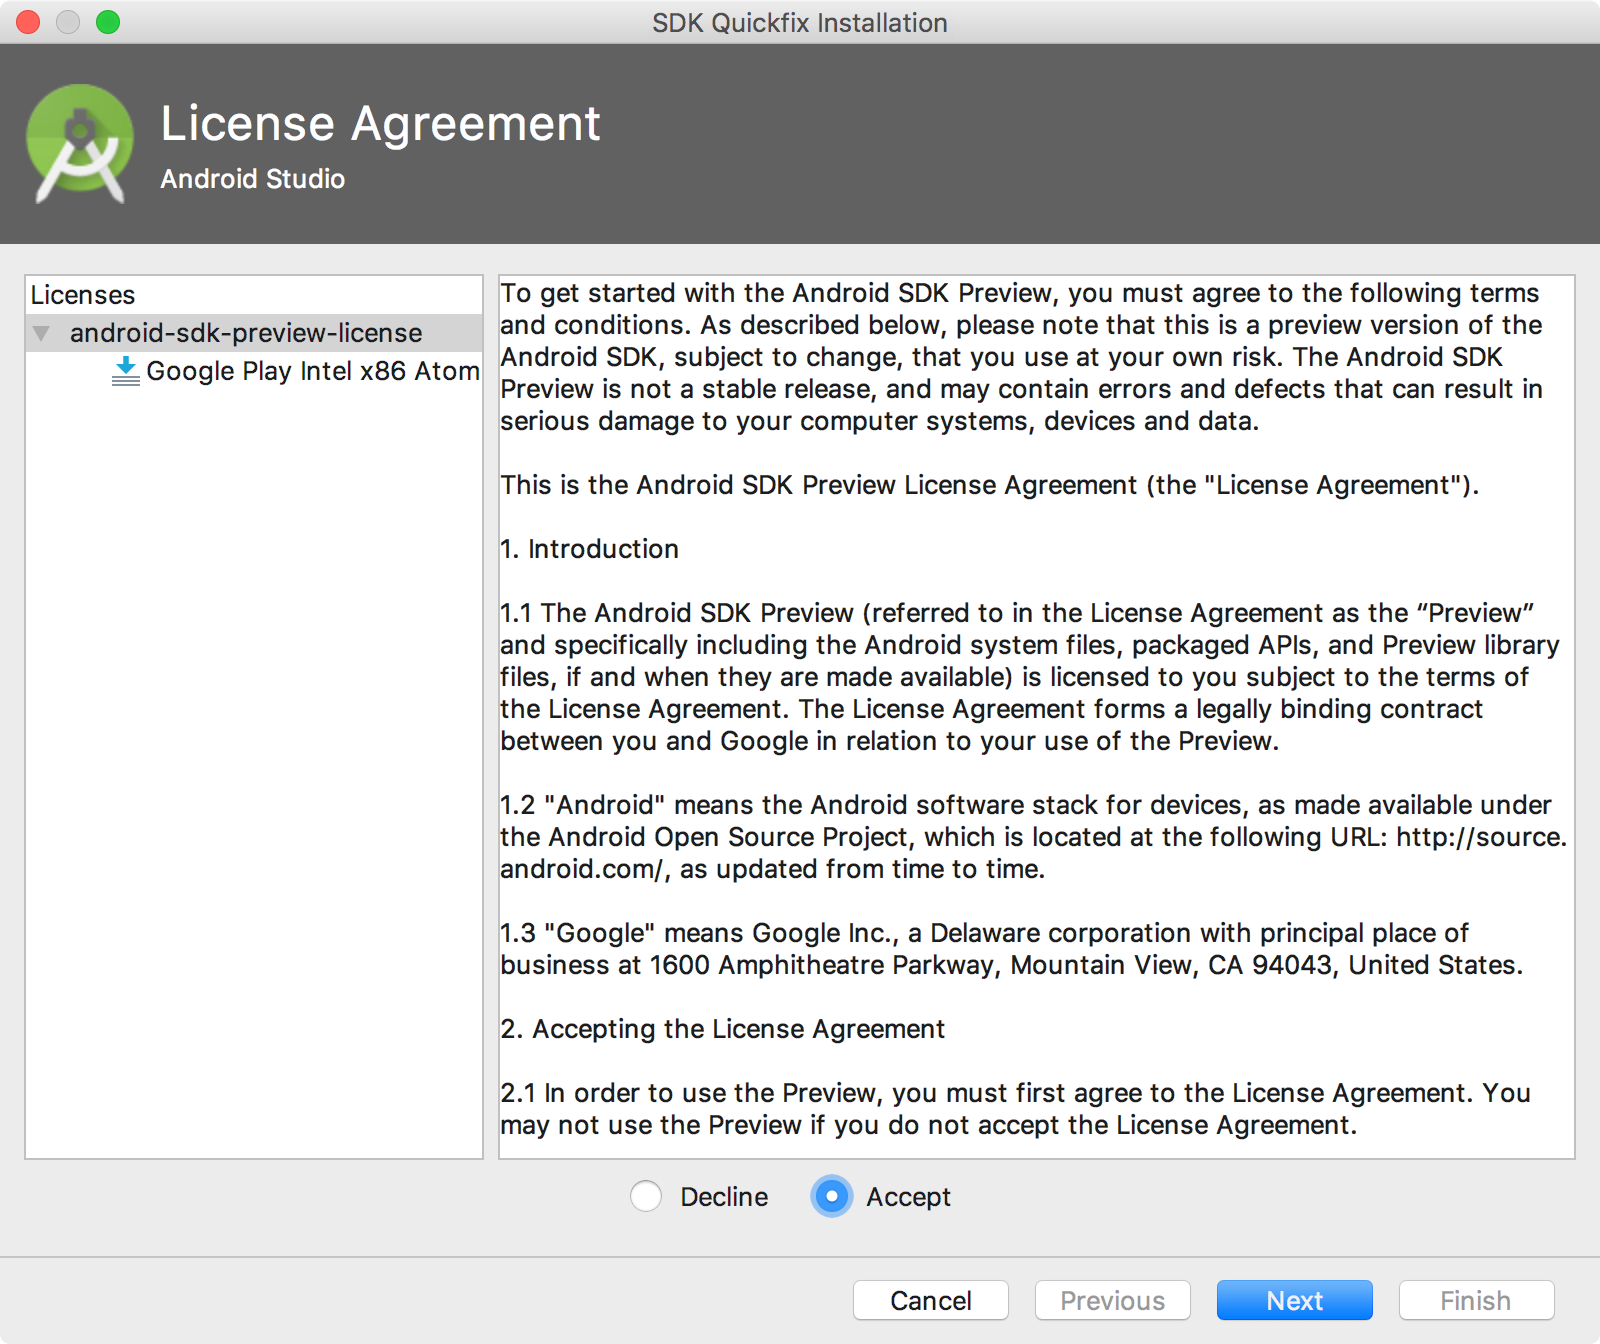 SDK Quickfix Installation
License Agreement
Android Studio
Licenses
android-sdk-preview-license
Google Play Intel x86 Atom
To get started with the Android SDK Preview, you must agree to the following terms
and conditions. As described below, please note that this is a preview version of the
Android SDK, subject to change, that you use at your own risk. The Android SDK
Preview is not a stable release, and may contain errors and defects that can result in
serious damage to your computer systems, devices and data.
This is the Android SDK Preview License Agreement (the "License Agreement").
1. Introduction
1.1 The Android SDK Preview (referred to in the License Agreement as the “Preview”
and specifically including the Android system files, packaged APIs, and Preview library
files, if and when they are made available) is licensed to you subject to the terms of
the License Agreement. The License Agreement forms a legally binding contract
between you and Google in relation to your use of the Preview.
1.2 "Android" means the Android software stack for devices, as made available under
the Android Open Source Project, which is located at the following URL: http://source.
android.com/, as updated from time to time.
1.3 "Google" means Google Inc., a Delaware corporation with principal place of
business at 1600 Amphitheatre Parkway, Mountain View, CA 94043, United States.
2. Accepting the License Agreement
2.1 In order to use the Preview, you must first agree to the License Agreement. You
may not use the Preview if you do not accept the License Agreement.
Decline
Accept
Cancel
Previous
Next
Finish